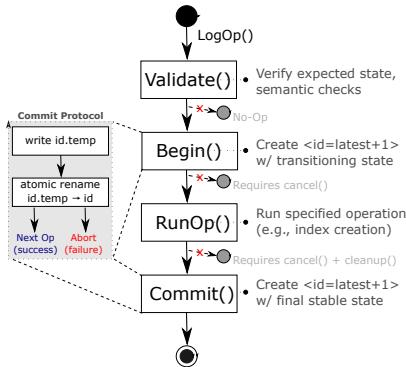 LogOp()
Validate()
Verify expected state,
semantic checks
No-Op
Commit Protocol
write id.temp
atomic rename
id.temp → id
Next Op
(success)
Abort
(failure)
Begin()
Create <id=latest+1>
w/ transitioning state
Requires cancel()
RunOp()
Run specified operation
(e.g., index creation)
Requires cancel() + cleanup()
Commit()
Create <id=latest+1>
w/ final stable state